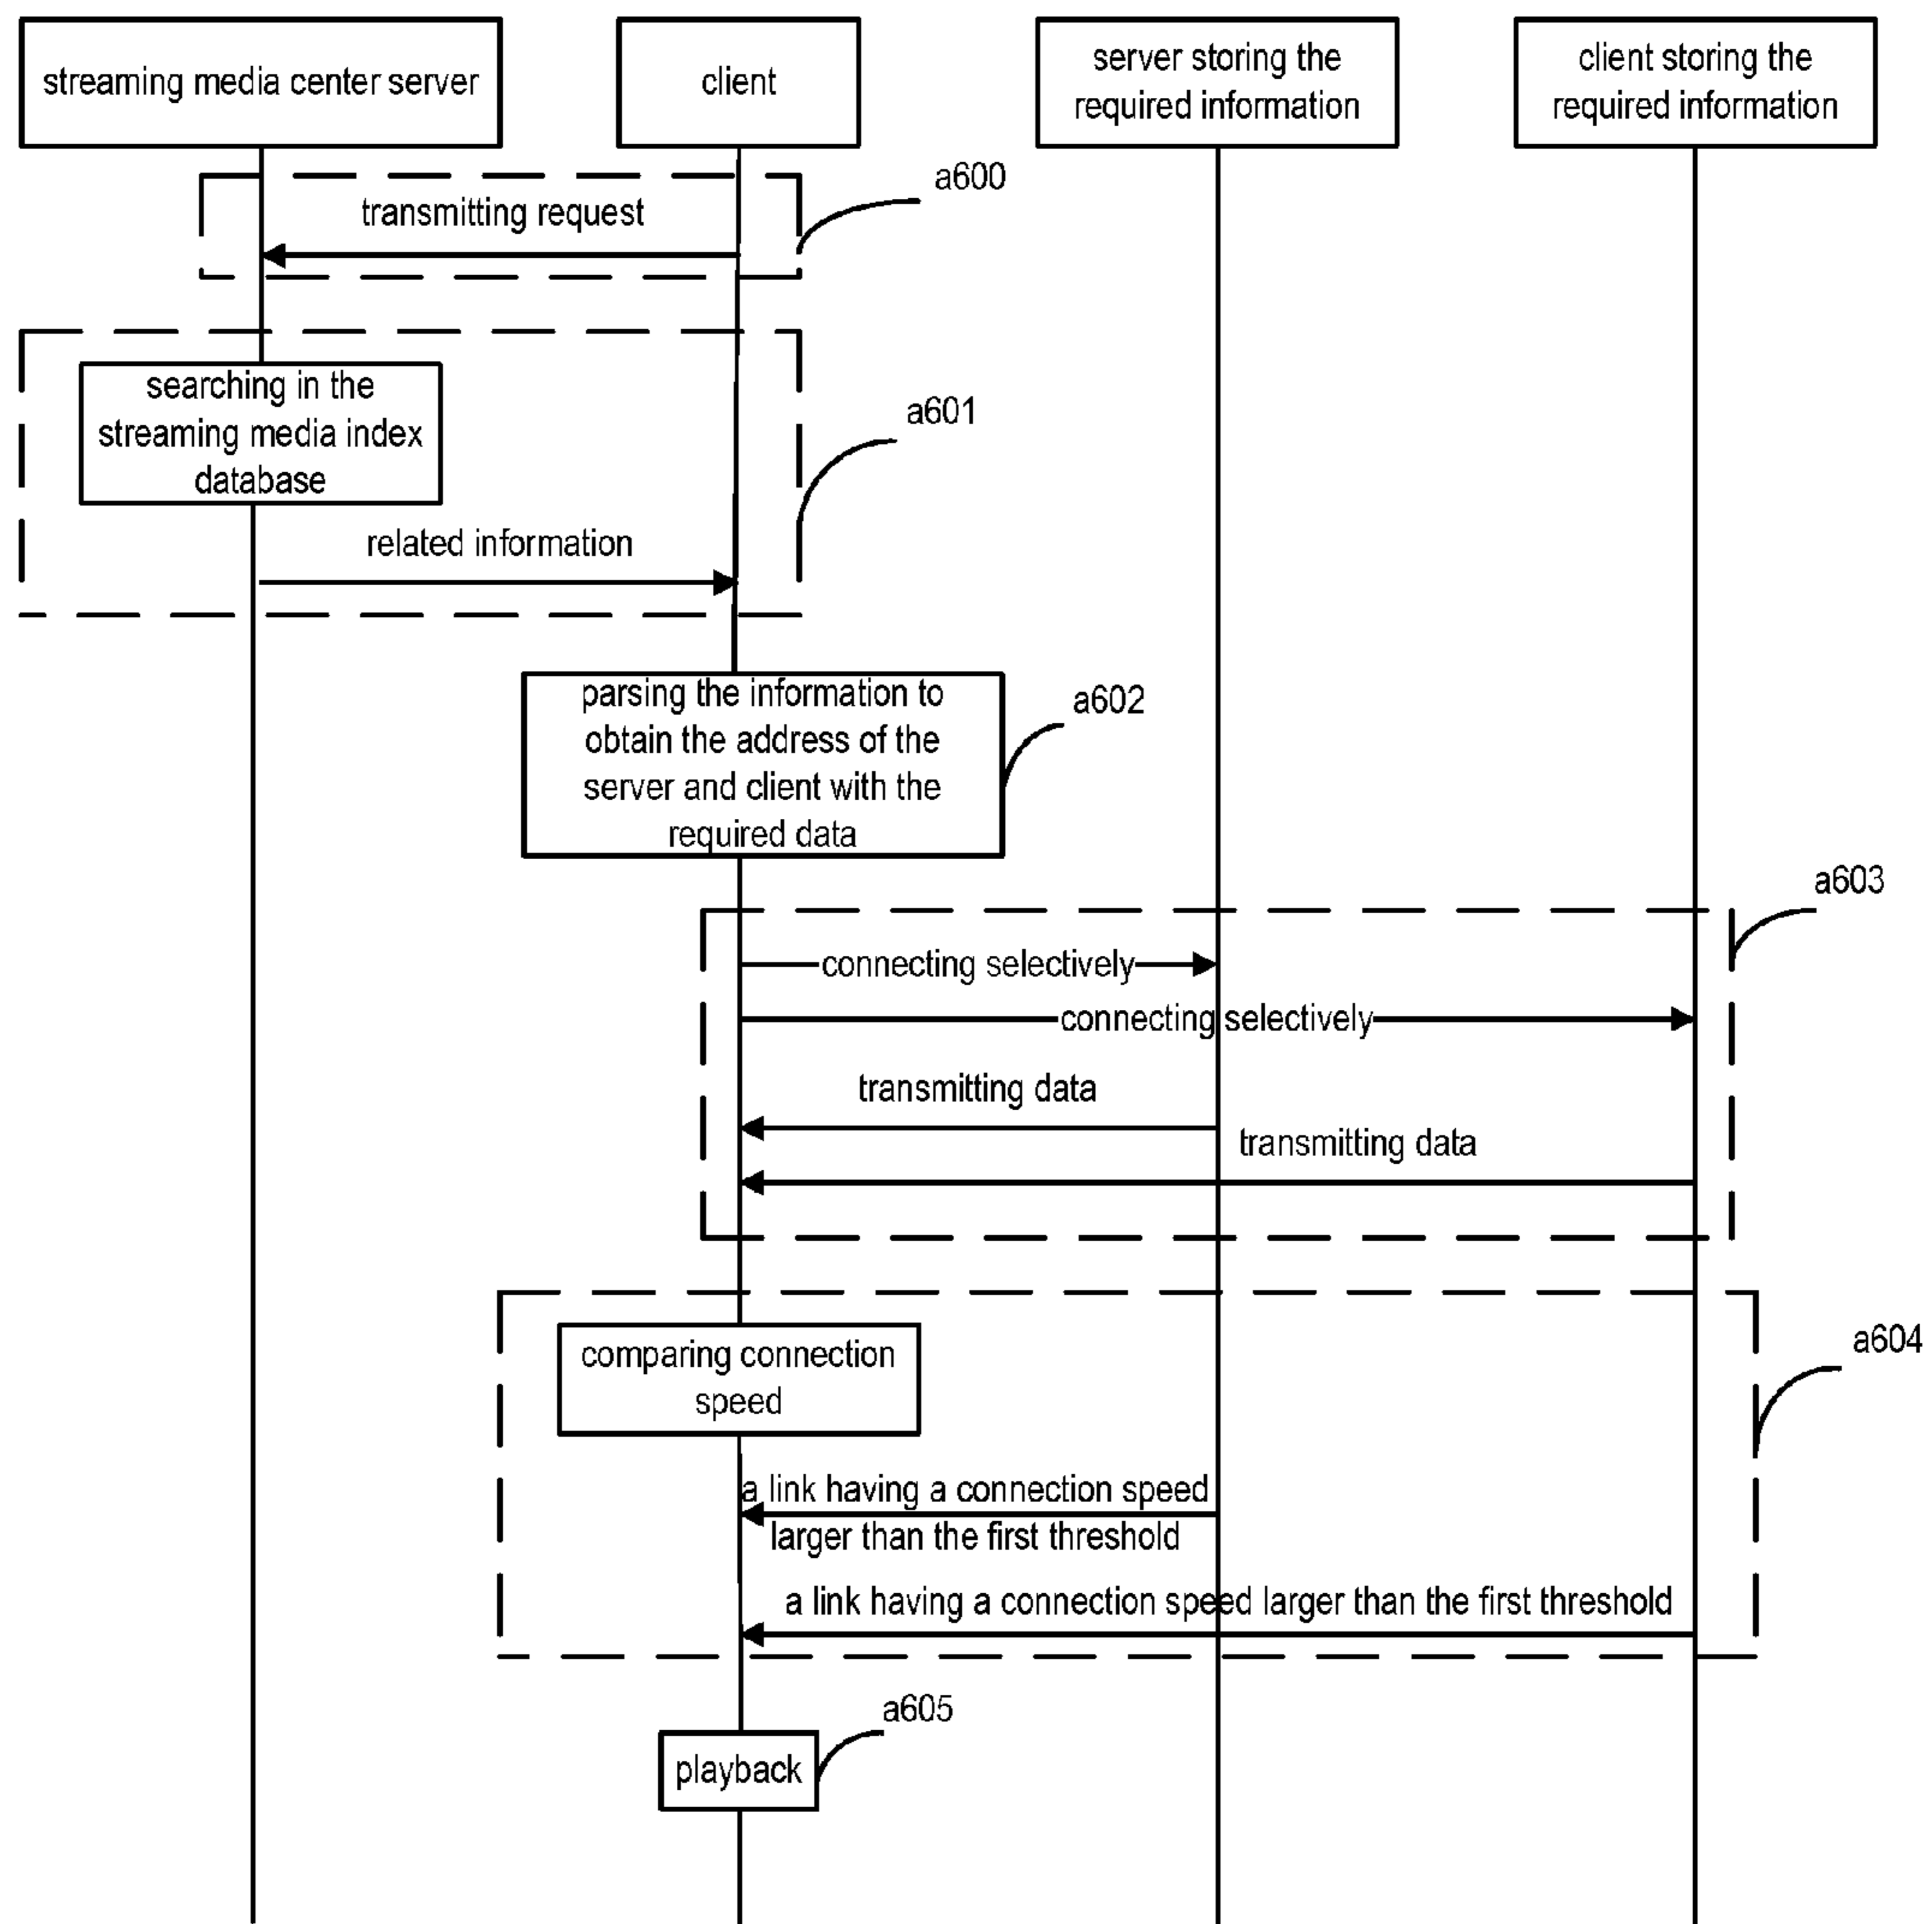 streaming media center server
client
server storing the
required information
client storing the
required information
a600
transmitting request
searching in the
streaming media index
database
a601
related information
parsing the information to
obtain the address of the
server and client with the
required data
a602
a603
connecting selectively
connecting selectively
transmitting data
transmitting data
a604
comparing connection
speed
a link having a connection speed
larger than the first threshold
a link having a connection speed larger than the first threshold
a605
playback